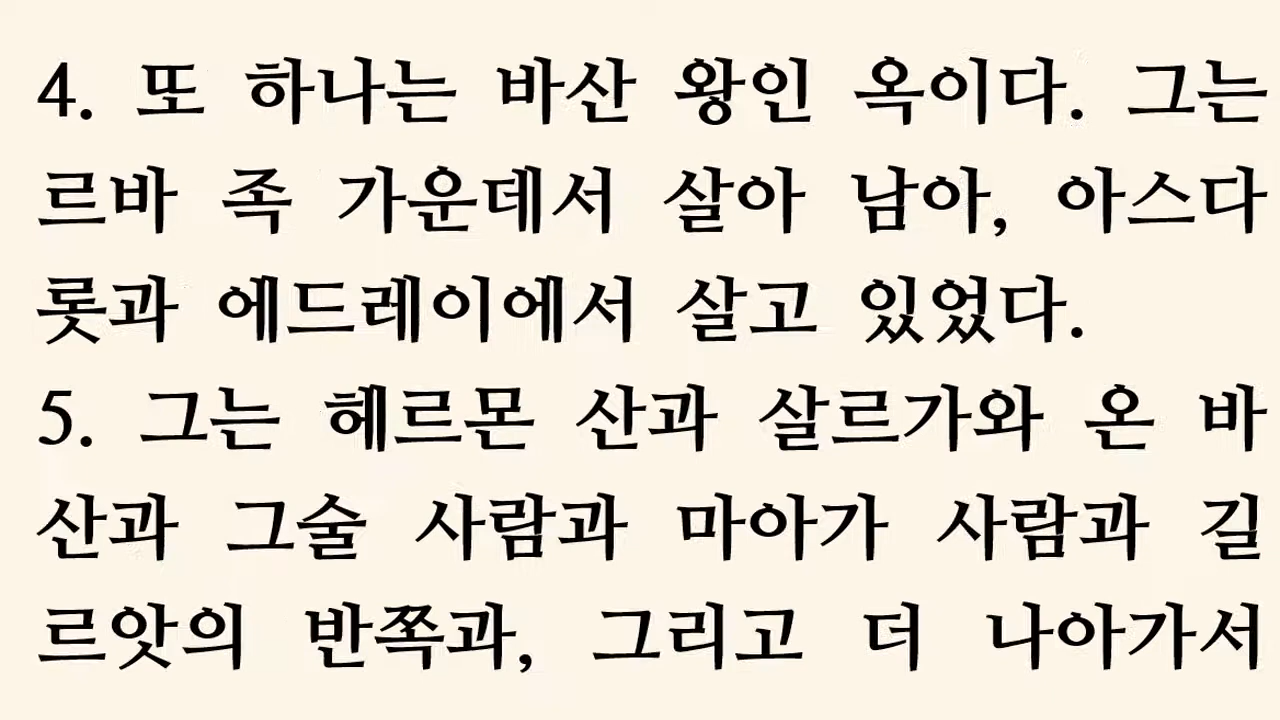 4. 또 하나는 바산 왕인 옥이다. 그는
르바 족 가운데서 살아 남아, 아스다
롯과 에드레이에서 살고 있었다.
5. 그는 헤르몬 산과 살르가와 온 바
산과 그술 사람과 마아가 사람과 길
르앗의 반쪽과, 그리고 더 나아가서